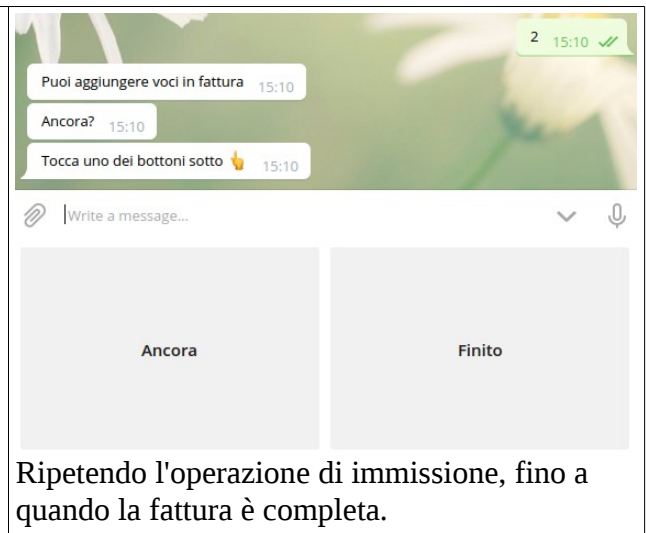 2 15:10
Puoi aggiungere voci in fattura 15:10
Ancora? 15:10
Tocca uno dei bottoni sotto 👆 15:10
Write a message...
Ancora Finito
Ripetendo l'operazione di immissione, fino a
quando la fattura è completa.